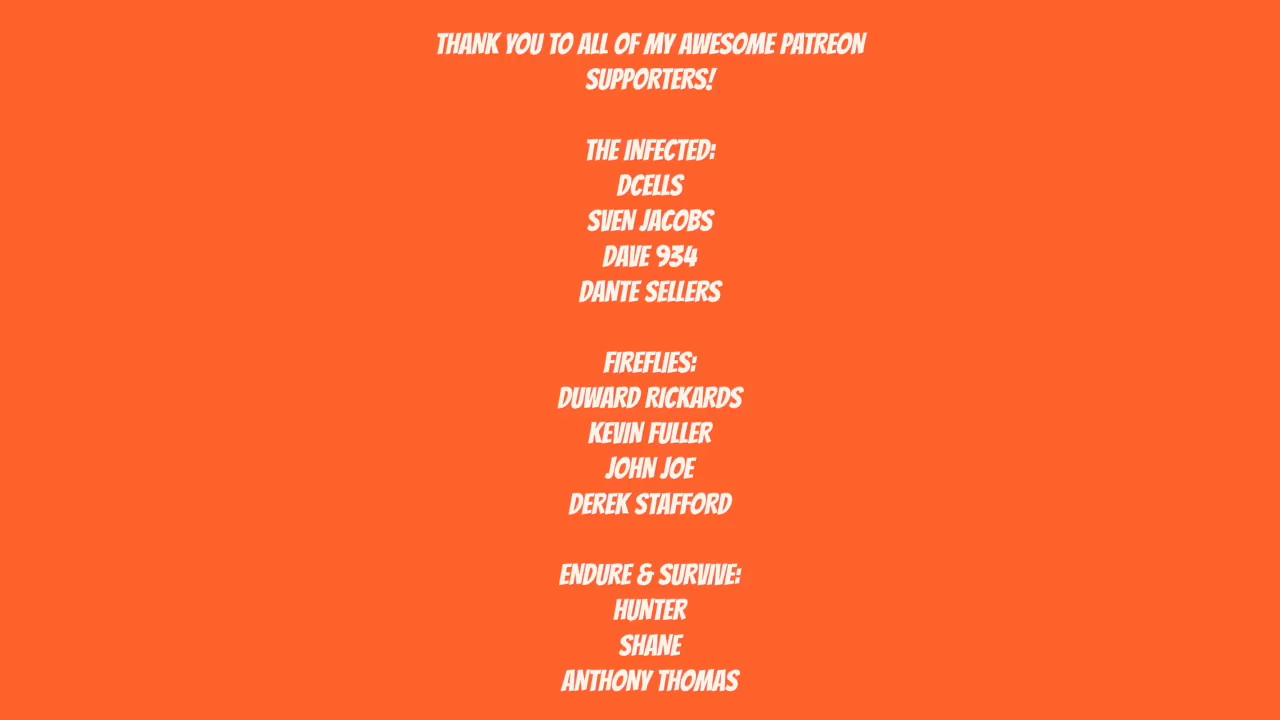 THANK YOU TO ALL OF MY AWESOME PATREON
SUPPORTERS!
THE INFECTED:
DCELLS
SVEN JACOBS
DAVE 934
DANTE SELLERS
FIREFLIES:
DUWARD RICKARDS
KEVIN FULLER
JOHN JOE
DEREK STAFFORD
ENDURE & SURVIVE:
HUNTER
SHANE
ANTHONY THOMAS